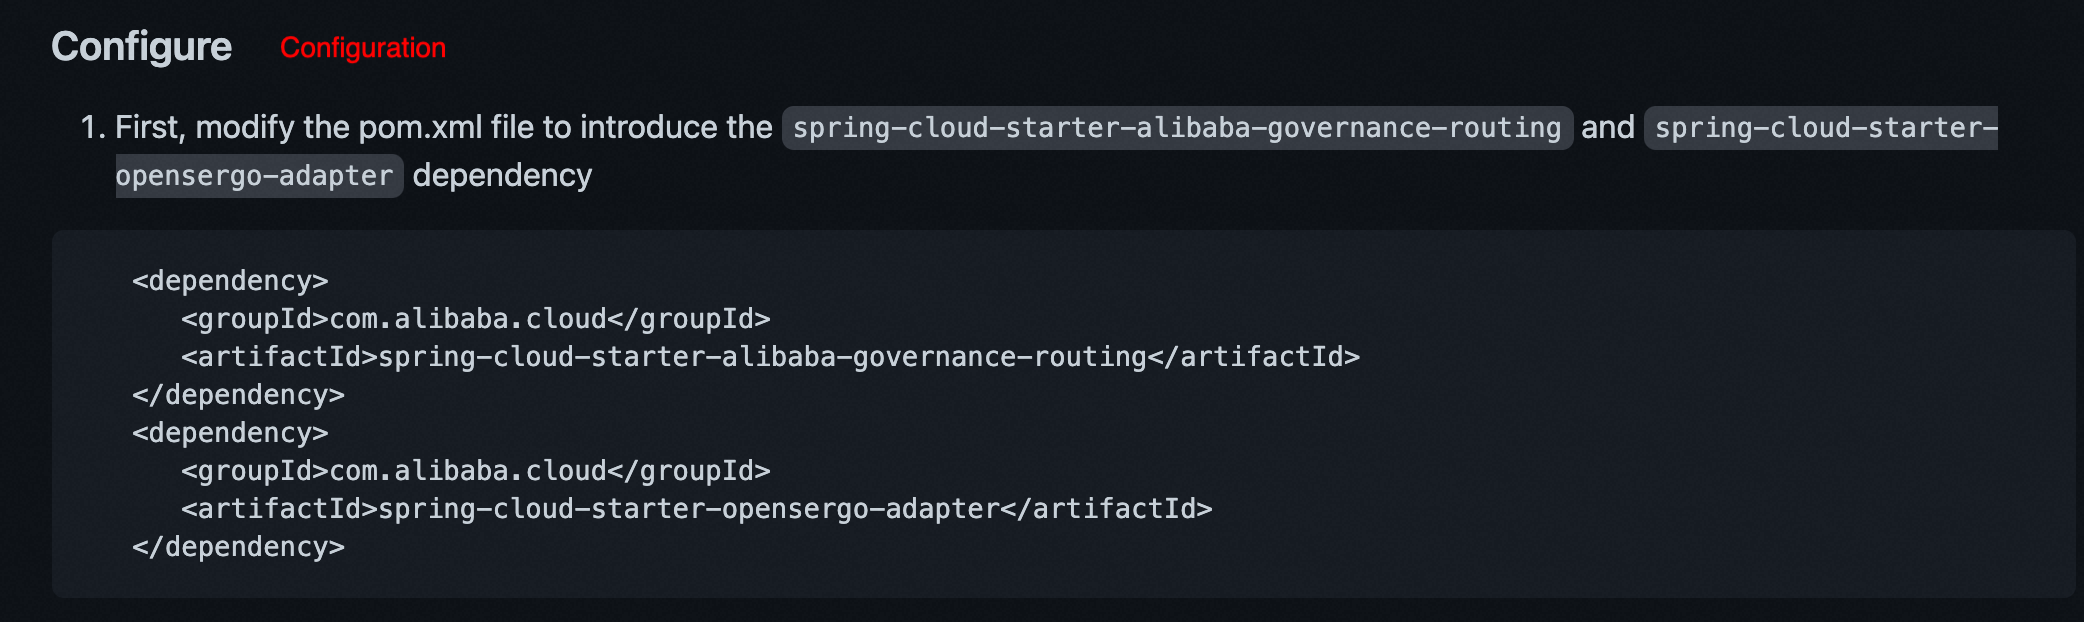 Configure Configuration
1. First, modify the pom.xml file to introduce the spring-cloud-starter-alibaba-governance-routing and spring-cloud-starter-
opensergo-adapter dependency
<dependency>
   <groupId>com.alibaba.cloud</groupId>
   <artifactId>spring-cloud-starter-alibaba-governance-routing</artifactId>
</dependency>
<dependency>
   <groupId>com.alibaba.cloud</groupId>
   <artifactId>spring-cloud-starter-opensergo-adapter</artifactId>
</dependency>